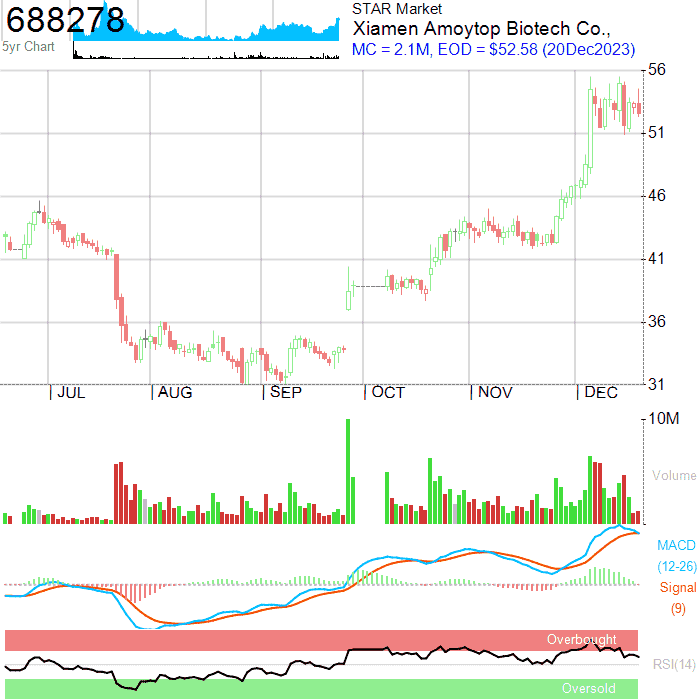 688278
5yr Chart
STAR Market
Xiamen Amoytop Biotech Co.,
MC = 2.1M, EOD = $52.58 (20Dec2023)
56
51
46
41
36
31
JUL AUG SEP OCT NOV DEC
10M
Volume
MACD
(12-26)
Signal
(9)
Overbought
RSI(14)
Oversold